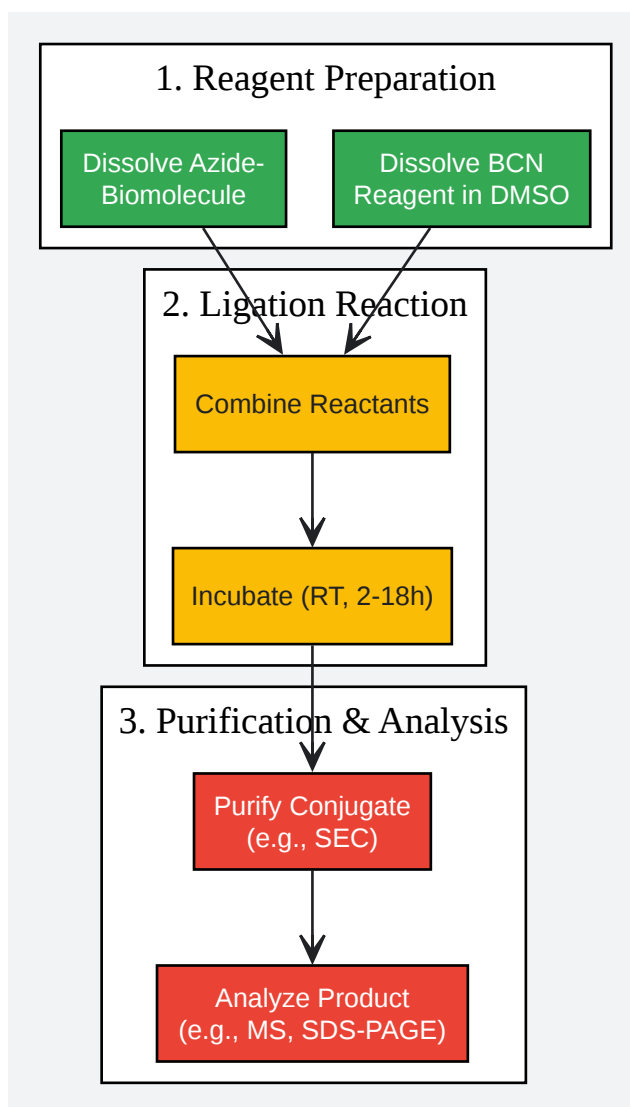 1. Reagent Preparation
Dissolve Azide-
Biomolecule
Dissolve BCN
Reagent in DMSO
2. Ligation Reaction
Combine Reactants
Incubate (RT, 2-18h)
3. Purification & Analysis
Purify Conjugate
(e.g., SEC)
Analyze Product
(e.g., MS, SDS-PAGE)